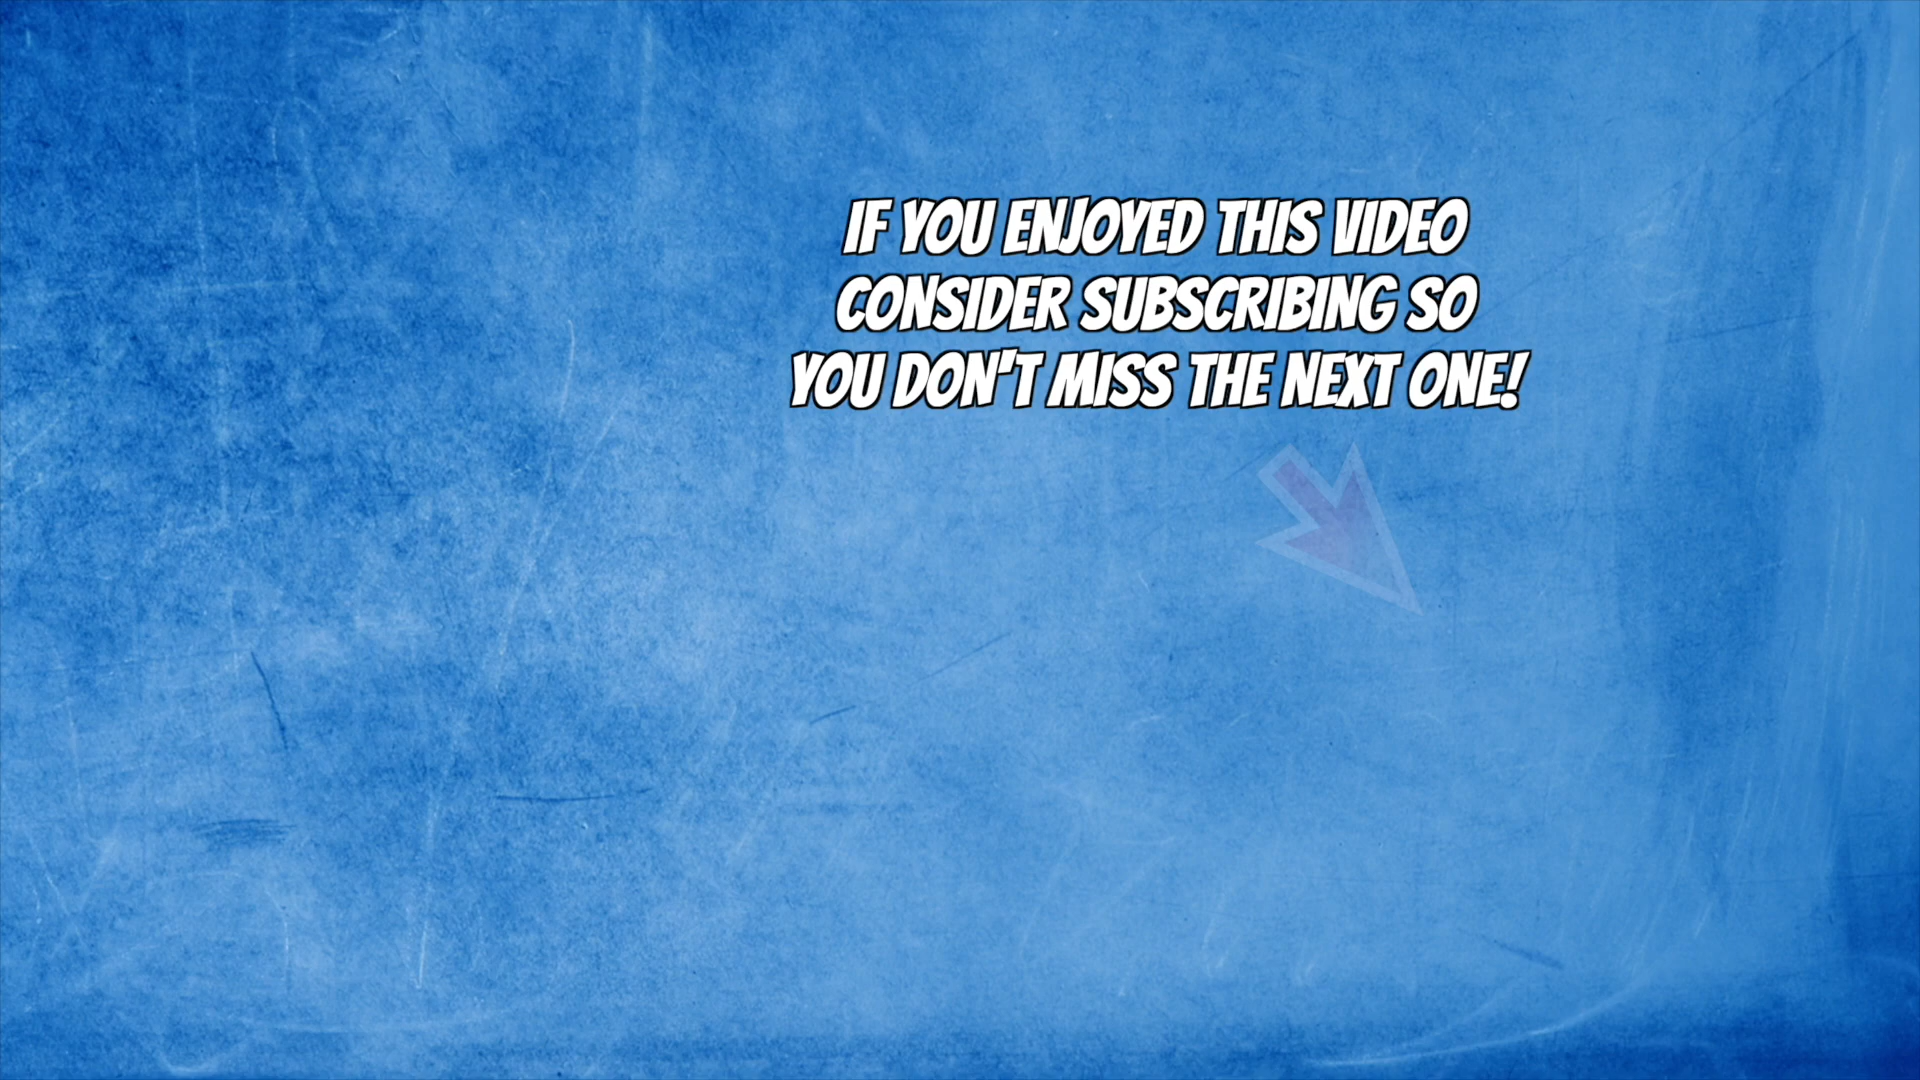 IF YOU ENJOYED THIS VIDEO
CONSIDER SUBSCRIBING SO
YOU DON'T MISS THE NEXT ONE!